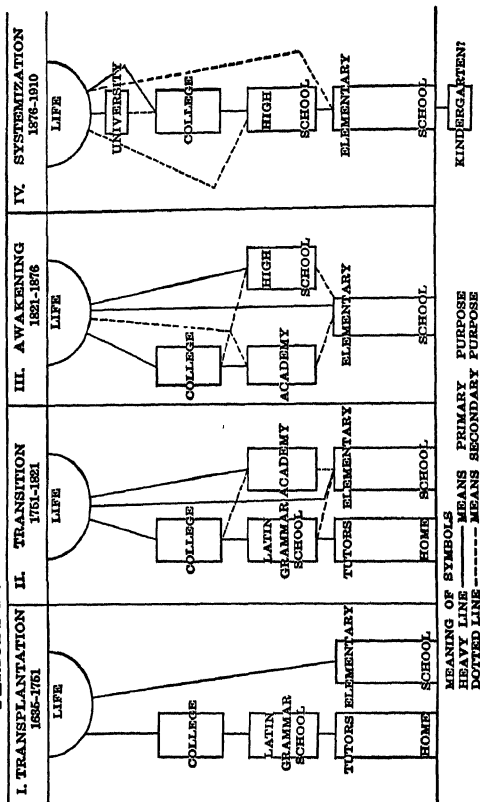 I. TRANSPLANTATION
1635-1751
LIFE
COLLEGE
LATIN
GRAMMAR
SCHOOL
TUTORS
HOME
ELEMENTARY
SCHOOL
II. TRANSITION
1751-1821
LIFE
COLLEGE
LATIN
GRAMMAR
SCHOOL
ACADEMY
TUTORS
HOME
ELEMENTARY
SCHOOL
III. AWAKENING
1821-1876
LIFE
COLLEGE
ACADEMY
HIGH
SCHOOL
ELEMENTARY
SCHOOL
IV. SYSTEMIZATION
1876-1910
LIFE
UNIVERSITY
COLLEGE
HIGH
SCHOOL
ELEMENTARY
SCHOOL
KINDERGARTEN?
MEANING OF SYMBOLS
HEAVY LINE——MEANS PRIMARY PURPOSE
DOTTED LINE------MEANS SECONDARY PURPOSE